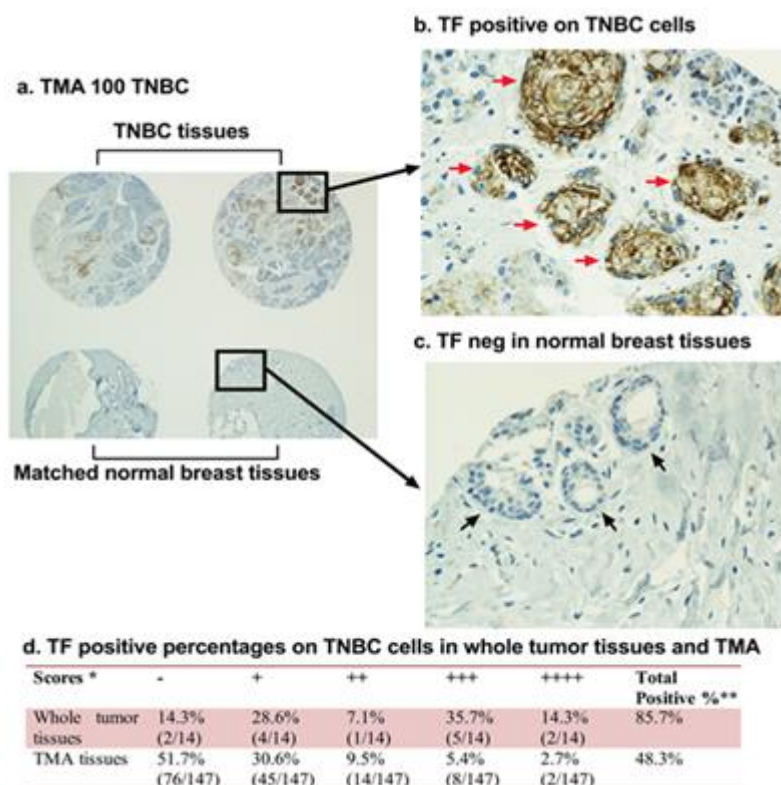 b. TF positive on TNBC cells
a. TMA 100 TNBC
TNBC tissues
c. TF neg in normal breast tissues
Matched normal breast tissues
d. TF positive percentages on TNBC cells in whole tumor tissues and TMA
Scores * - + ++ +++ ++++ Total
Positive %**
Whole tumor 14.3% 28.6% 7.1% 35.7% 14.3% 85.7%
tissues (2/14) (4/14) (1/14) (5/14) (2/14)
TMA tissues 51.7% 30.6% 9.5% 5.4% 2.7% 48.3%
(76/147) (45/147) (14/147) (8/147) (2/147)